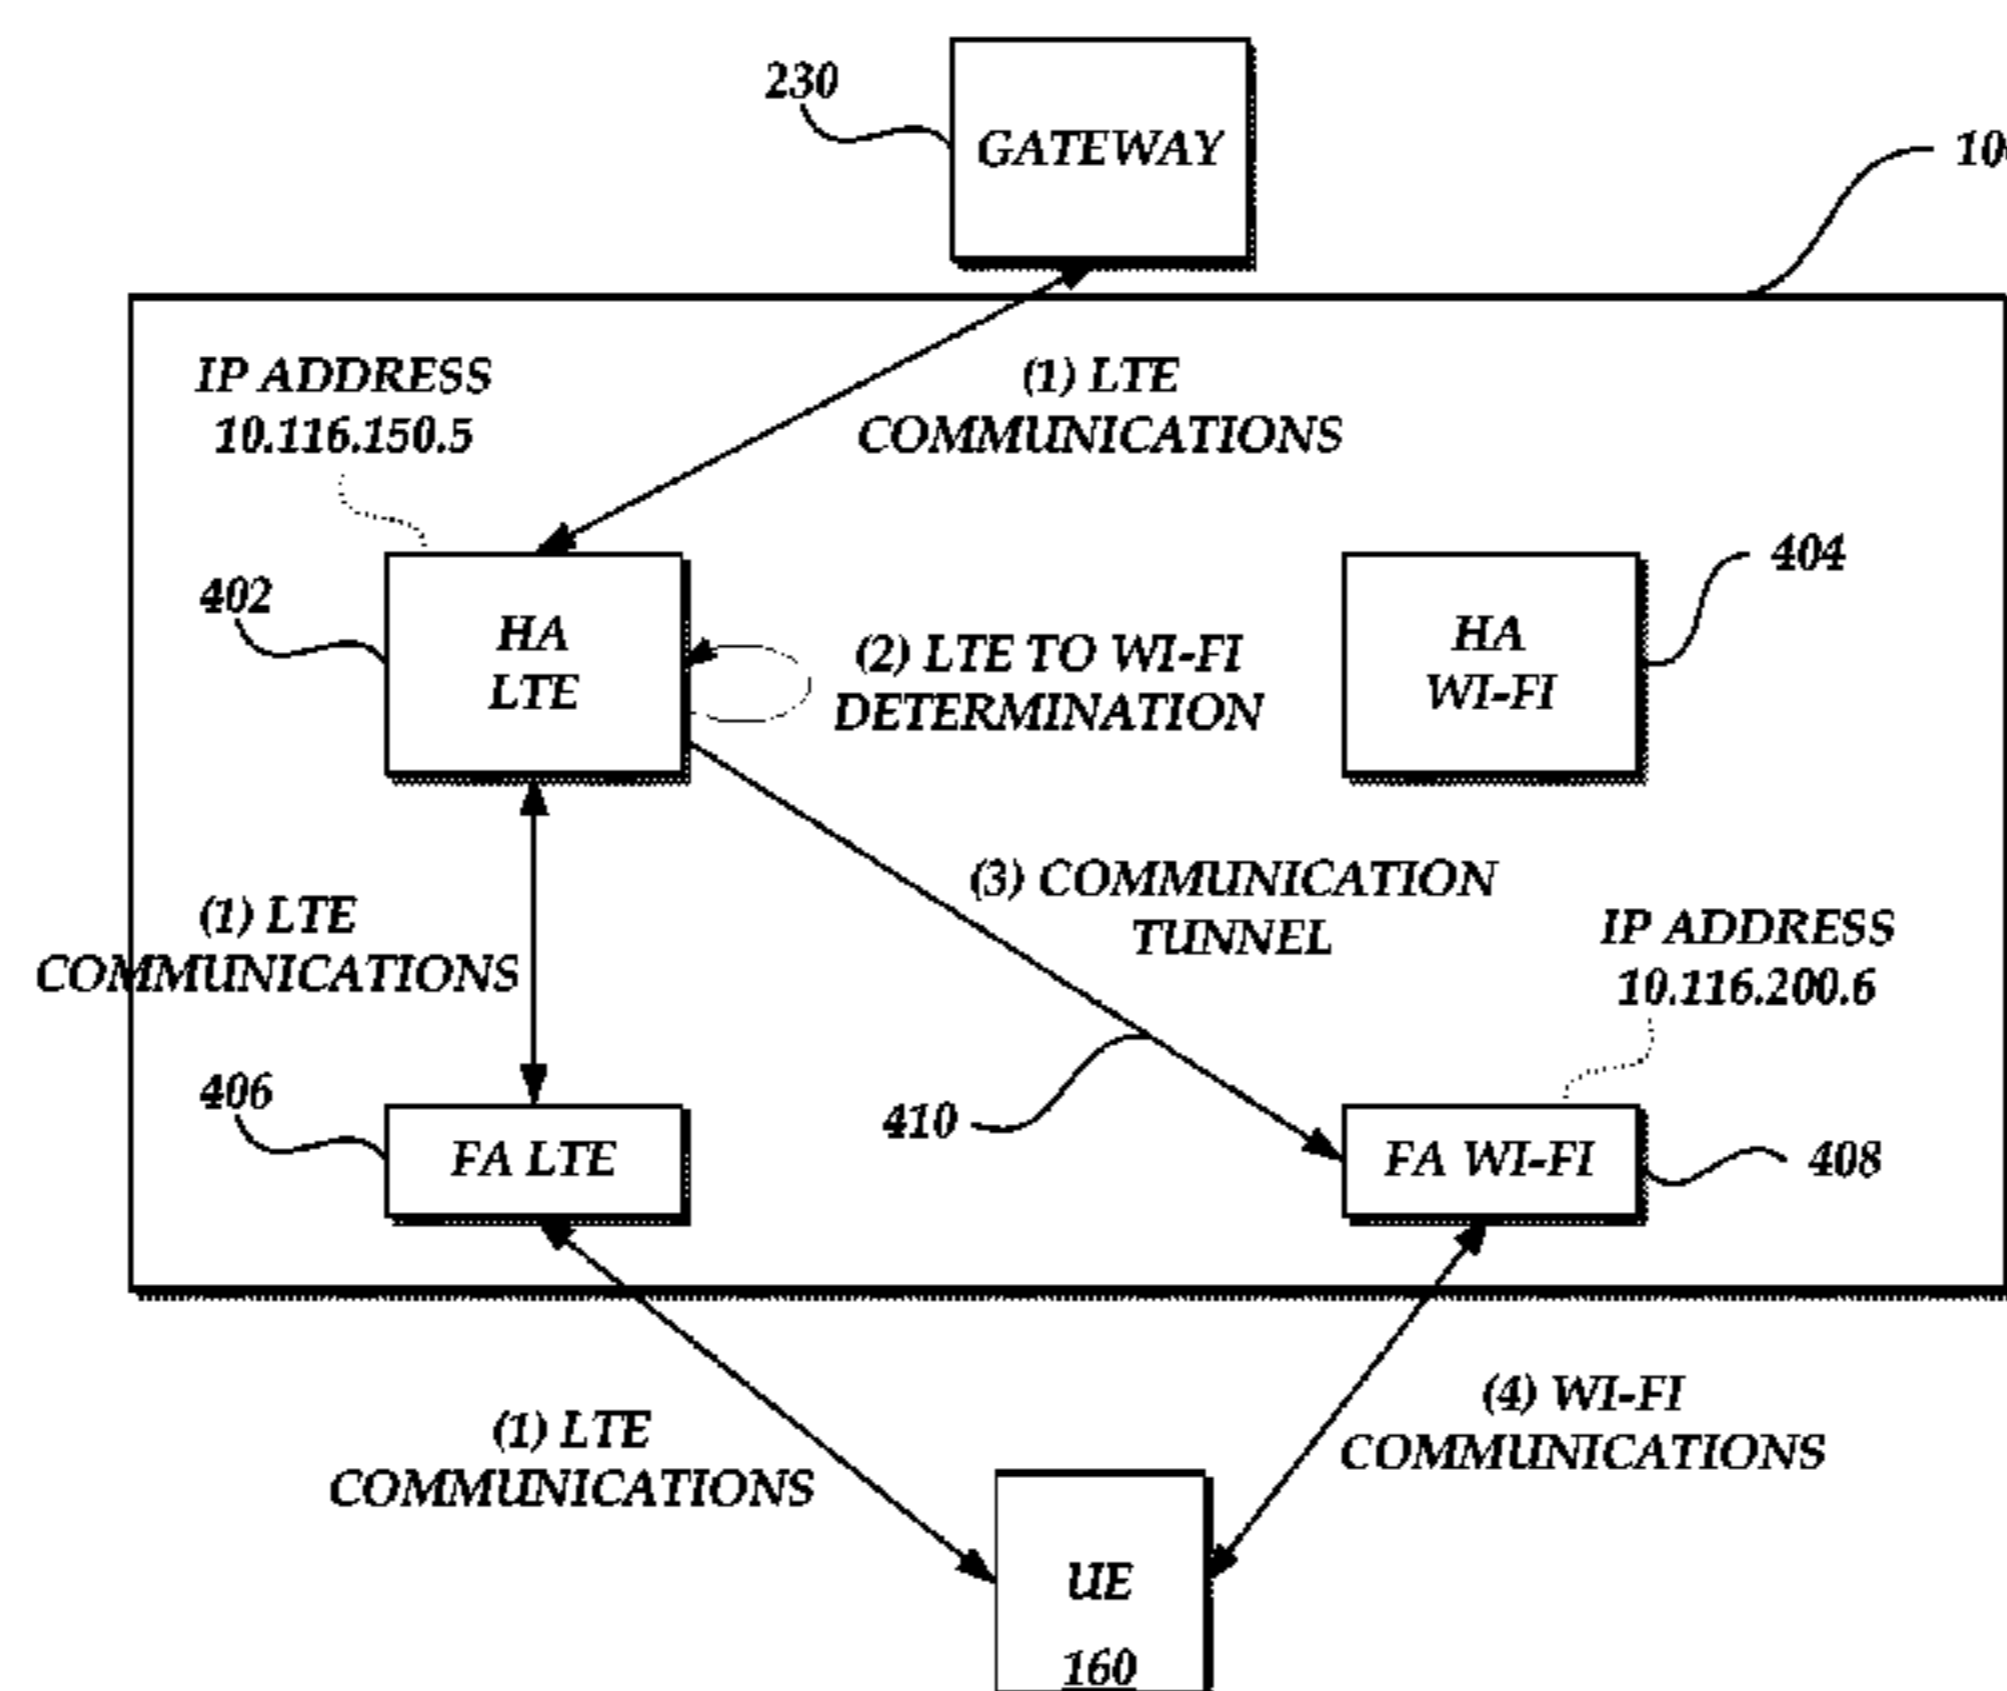 230
GATEWAY
IP ADDRESS
10.116.150.5
(1) LTE
COMMUNICATIONS
402
HA
LTE
(2) LTE TO WI-FI
DETERMINATION
HA
WI-FI
404
(1) LTE
COMMUNICATIONS
(3) COMMUNICATION
TUNNEL
IP ADDRESS
10.116.200.6
406
FA LTE
410
FA WI-FI
408
(1) LTE
COMMUNICATIONS
(4) WI-FI
COMMUNICATIONS
UE
160